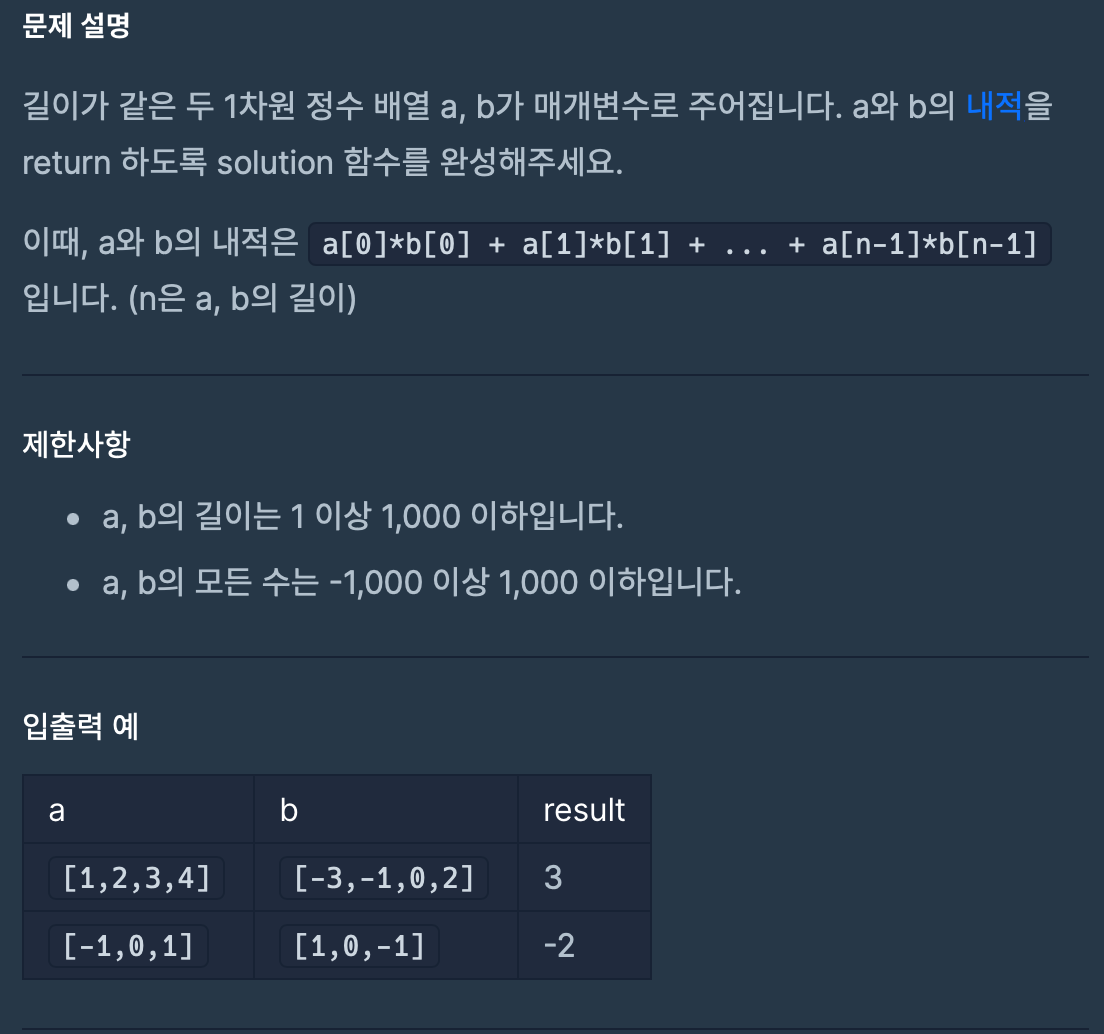 문제 설명
길이가 같은 두 1차원 정수 배열 a, b가 매개변수로 주어집니다. a와 b의 내적을
return 하도록 solution 함수를 완성해주세요.
이때, a와 b의 내적은 a[0]*b[0] + a[1]*b[1] + ... + a[n-1]*b[n-1]
입니다. (n은 a, b의 길이)
제한사항
• a, b의 길이는 1 이상 1,000 이하입니다.
• a, b의 모든 수는 -1,000 이상 1,000 이하입니다.
입출력 예
a b result
[1,2,3,4] [-3,-1,0,2] 3
[-1,0,1] [1,0,-1] -2